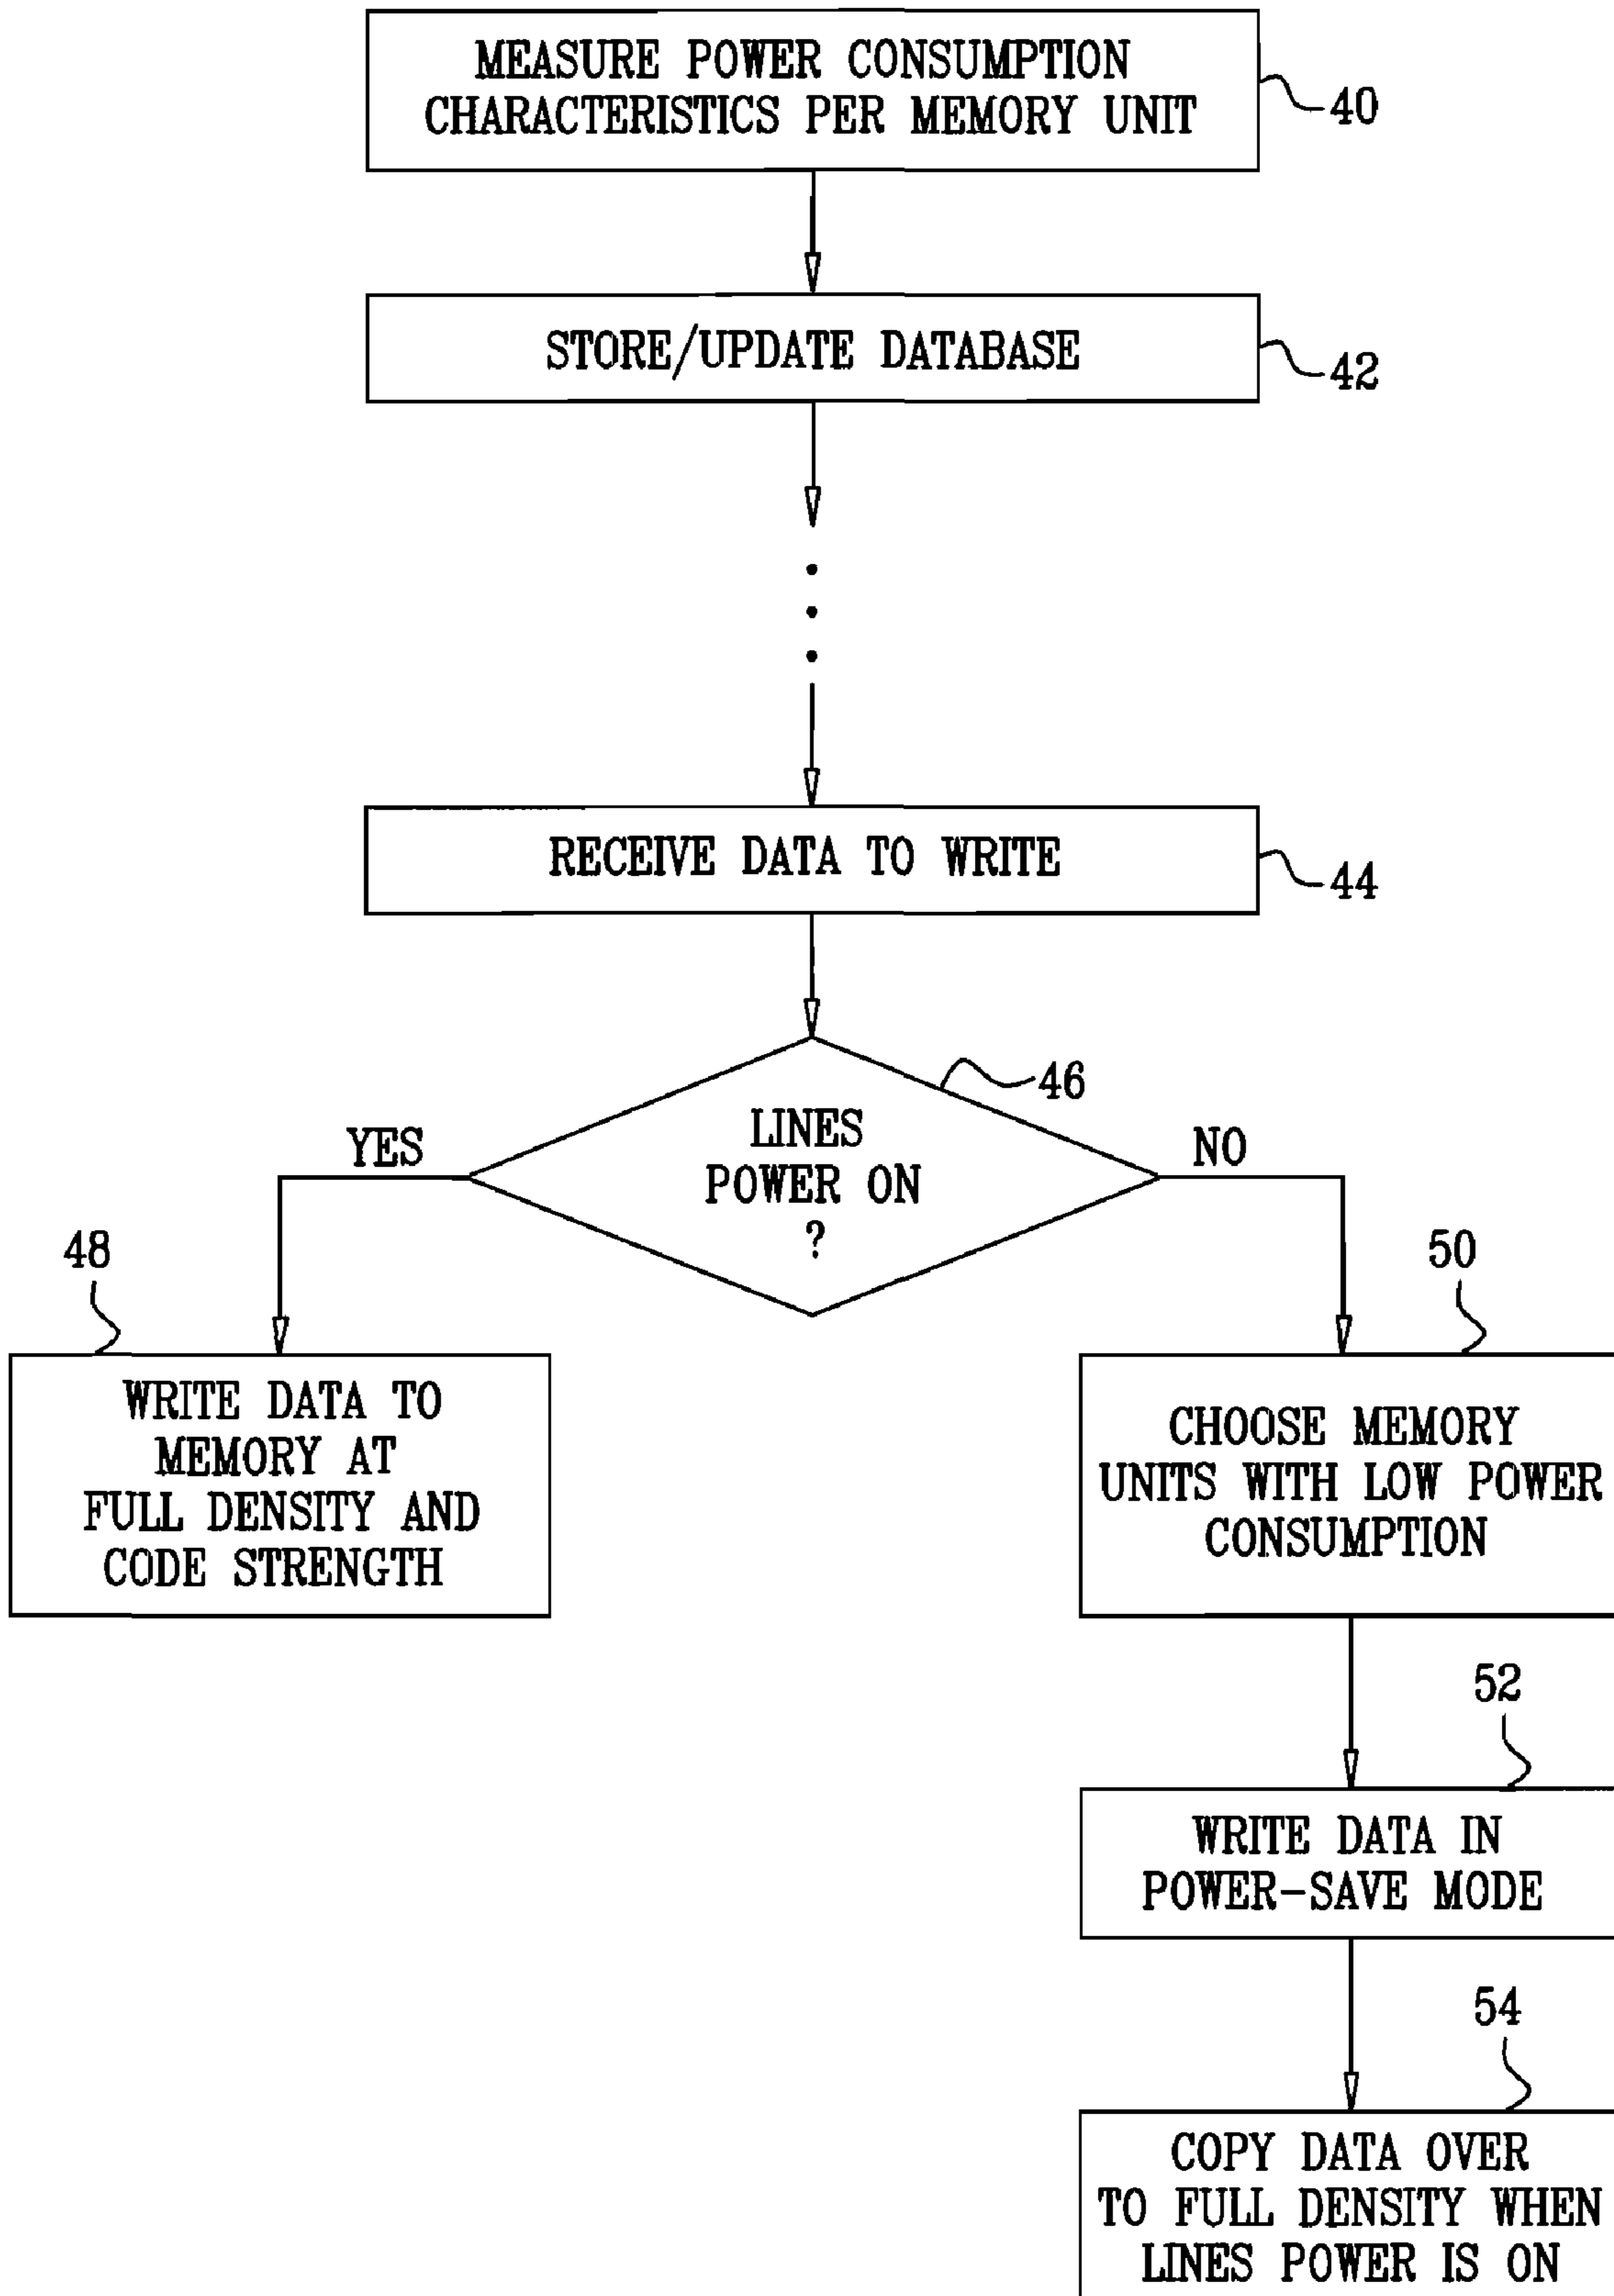 MEASURE POWER CONSUMPTION
CHARACTERISTICS PER MEMORY UNIT
40
STORE/UPDATE DATABASE
42
RECEIVE DATA TO WRITE
44
46
LINES
POWER ON
?
YES
NO
48
WRITE DATA TO
MEMORY AT
FULL DENSITY AND
CODE STRENGTH
50
CHOOSE MEMORY
UNITS WITH LOW POWER
CONSUMPTION
52
WRITE DATA IN
POWER-SAVE MODE
54
COPY DATA OVER
TO FULL DENSITY WHEN
LINES POWER IS ON